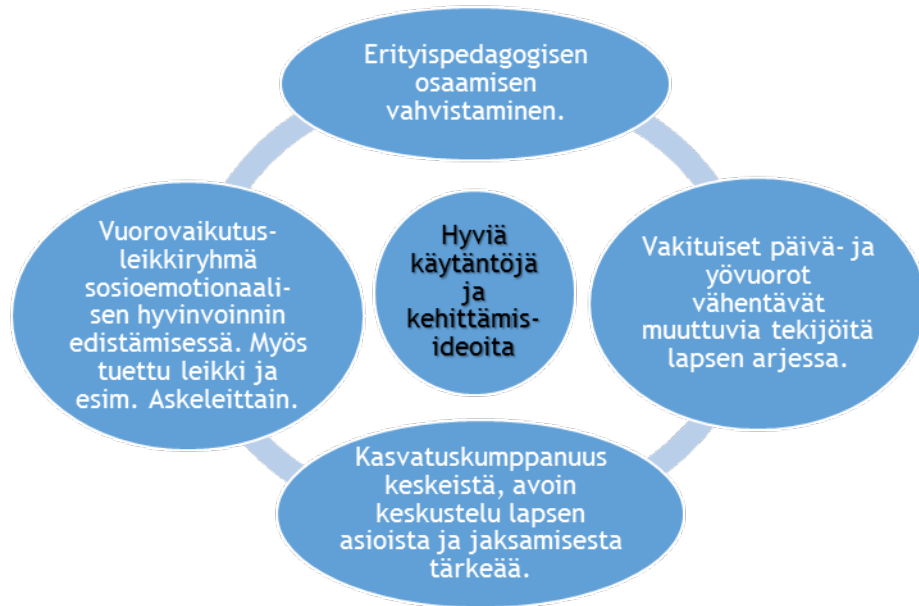 Erityispedagogisen
osaamisen
vahvistaminen.
Vuorovaikutus-
leikkiryhmä
sosioemotionaali-
sen hyvinvoinnin
edistämisessä. Myös
tuettu leikki ja
esim. Askeleittain.
Hyviä
käytäntöjä
ja
kehittämis-
ideoita
Vakituiset päivä- ja
yövuorot
vähentävät
muuttuvia tekijöitä
lapsen arjessa.
Kasvatuskumppanuus
keskeistä, avoin
keskustelu lapsen
asioista ja jaksamisesta
tärkeää.